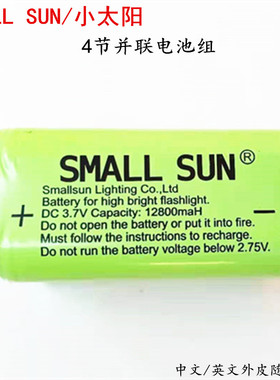 LL SUN/小太阳
4节并联电池组
SMALL SUN®
Smallsun Lighting Co.,Ltd
Battery for high bright flashlight.
DC 3.7V Capacity: 12800maH
Do not open the battery or put it into fire.
Must follow the instructions to recharge.
Do not run the battery voltage below 2.75V.
+
-
中文/英文外皮随